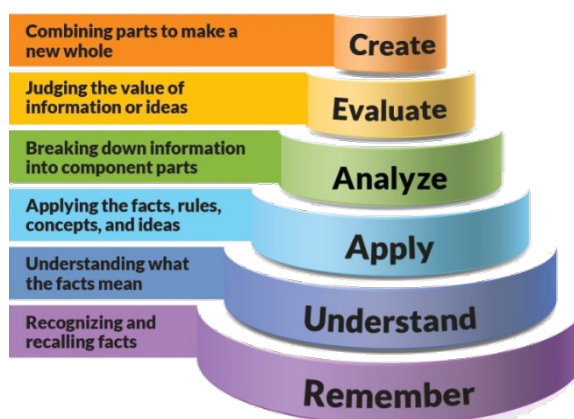 Combining parts to make a
new whole
Create
Judging the value of
information or ideas
Evaluate
Breaking down information
into component parts
Analyze
Applying the facts, rules,
concepts, and ideas
Apply
Understanding what
the facts mean
Understand
Recognizing and
recalling facts
Remember